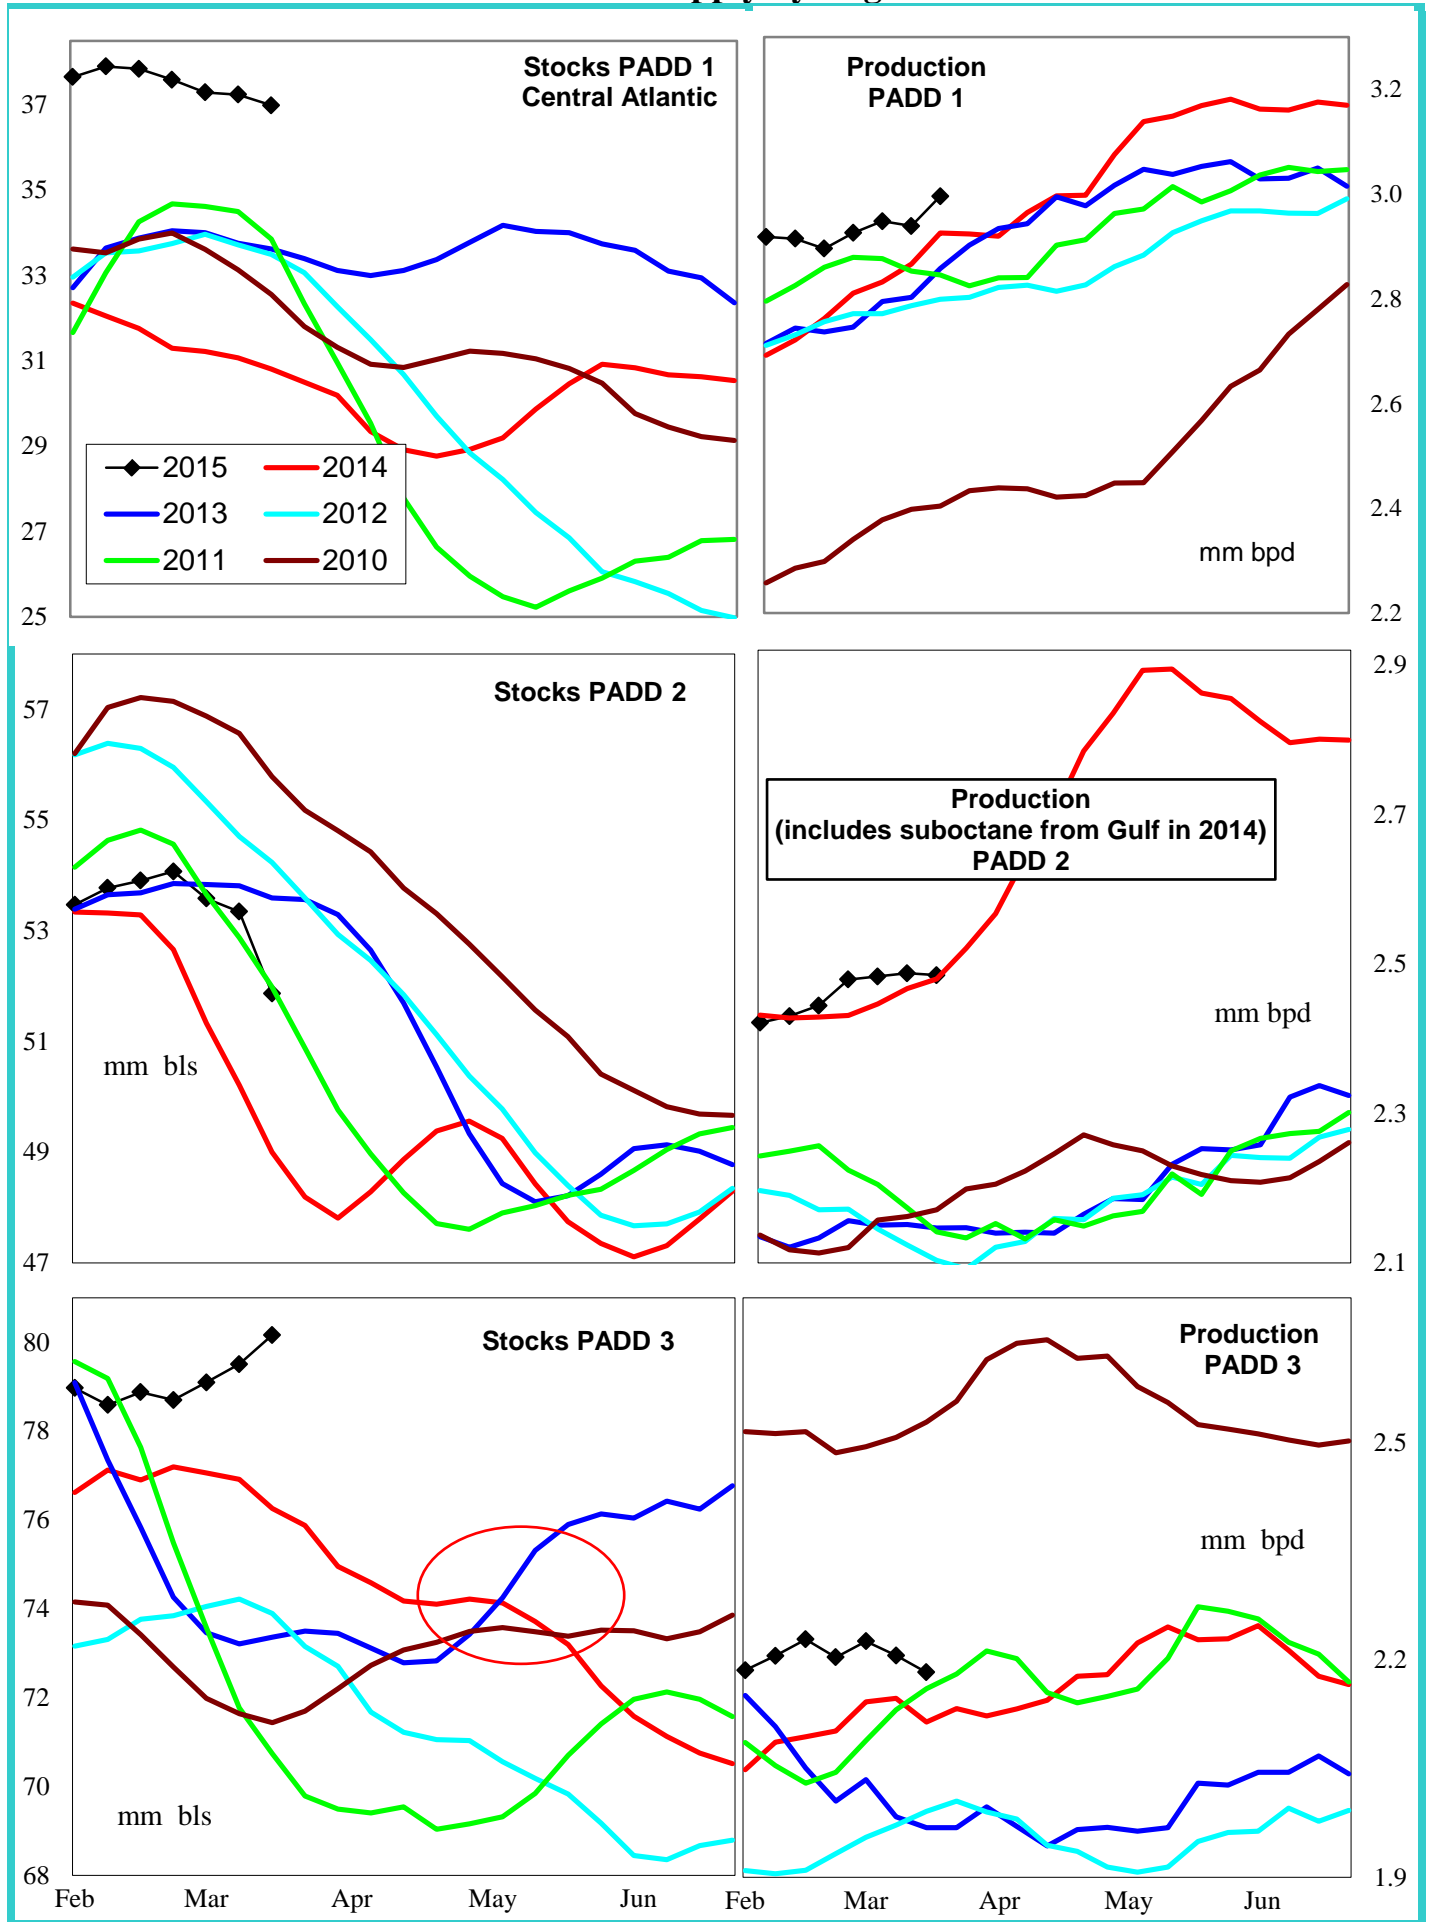 Stocks PADD 1
Central Atlantic
37
35
33
31
29
27
25
2015
2014
2013
2012
2011
2010
Production
PADD 1
mm bpd
3.2
3.0
2.8
2.6
2.4
2.2
Stocks PADD 2
57
55
53
51
49
47
mm bls
Production
(includes suboctane from Gulf in 2014)
PADD 2
mm bpd
2.9
2.7
2.5
2.3
2.1
Stocks PADD 3
80
78
76
74
72
70
68
mm bls
Feb Mar Apr May Jun
Production
PADD 3
mm bpd
2.5
2.2
1.9
Feb Mar Apr May Jun